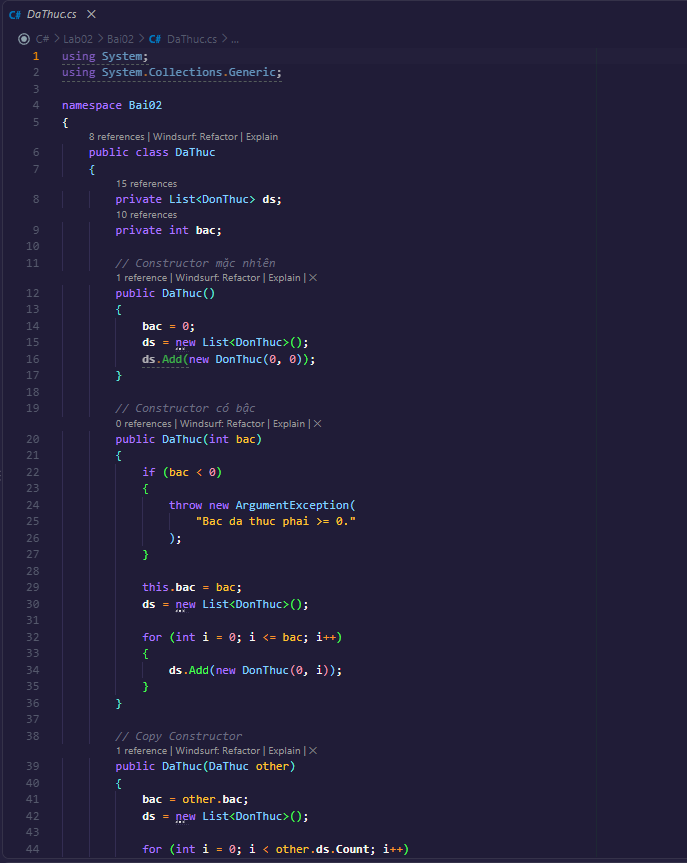 DaThuc.cs
C# > Lab02 > Bai02 > DaThuc.cs > ...
1 using System;
2 using System.Collections.Generic;
3
4 namespace Bai02
5 {
8 references | Windsurf: Refactor | Explain
6 public class DaThuc
7 {
15 references
8 private List<DonThuc> ds;
10 references
9 private int bac;
10
11 // Constructor mặc nhiên
1 reference | Windsurf: Refactor | Explain | X
12 public DaThuc()
13 {
14 bac = 0;
15 ds = new List<DonThuc>();
16 ds.Add(new DonThuc(0, 0));
17 }
18
19 // Constructor có bậc
0 references | Windsurf: Refactor | Explain | X
20 public DaThuc(int bac)
21 {
22 if (bac < 0)
23 {
24 throw new ArgumentException(
25 "Bac da thuc phai >= 0."
26 );
27 }
28
29 this.bac = bac;
30 ds = new List<DonThuc>();
31
32 for (int i = 0; i <= bac; i++)
33 {
34 ds.Add(new DonThuc(0, i));
35 }
36 }
37
38 // Copy Constructor
1 reference | Windsurf: Refactor | Explain | X
39 public DaThuc(DaThuc other)
40 {
41 bac = other.bac;
42 ds = new List<DonThuc>();
43
44 for (int i = 0; i < other.ds.Count; i++)